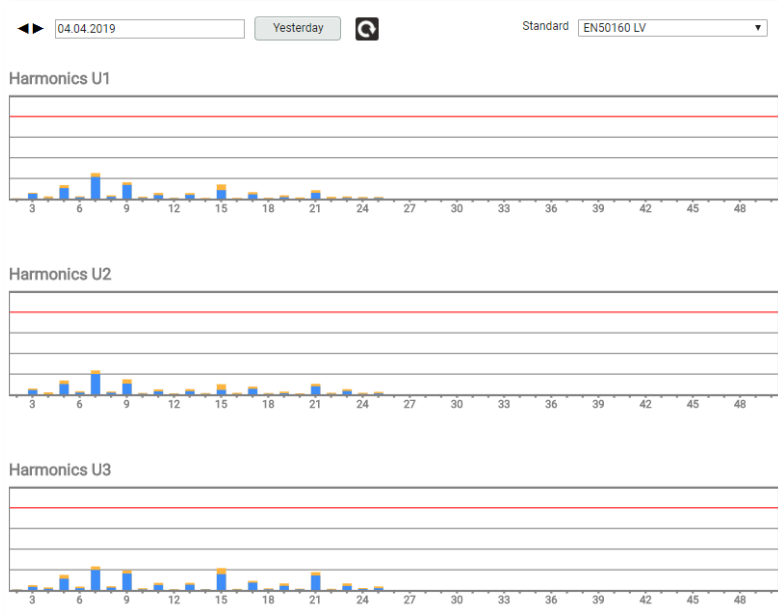 04.04.2019 Yesterday Standard EN50160 LV
Harmonics U1
3 6 9 12 15 18 21 24 27 30 33 36 39 42 45 48
Harmonics U2
3 6 9 12 15 18 21 24 27 30 33 36 39 42 45 48
Harmonics U3
3 6 9 12 15 18 21 24 27 30 33 36 39 42 45 48